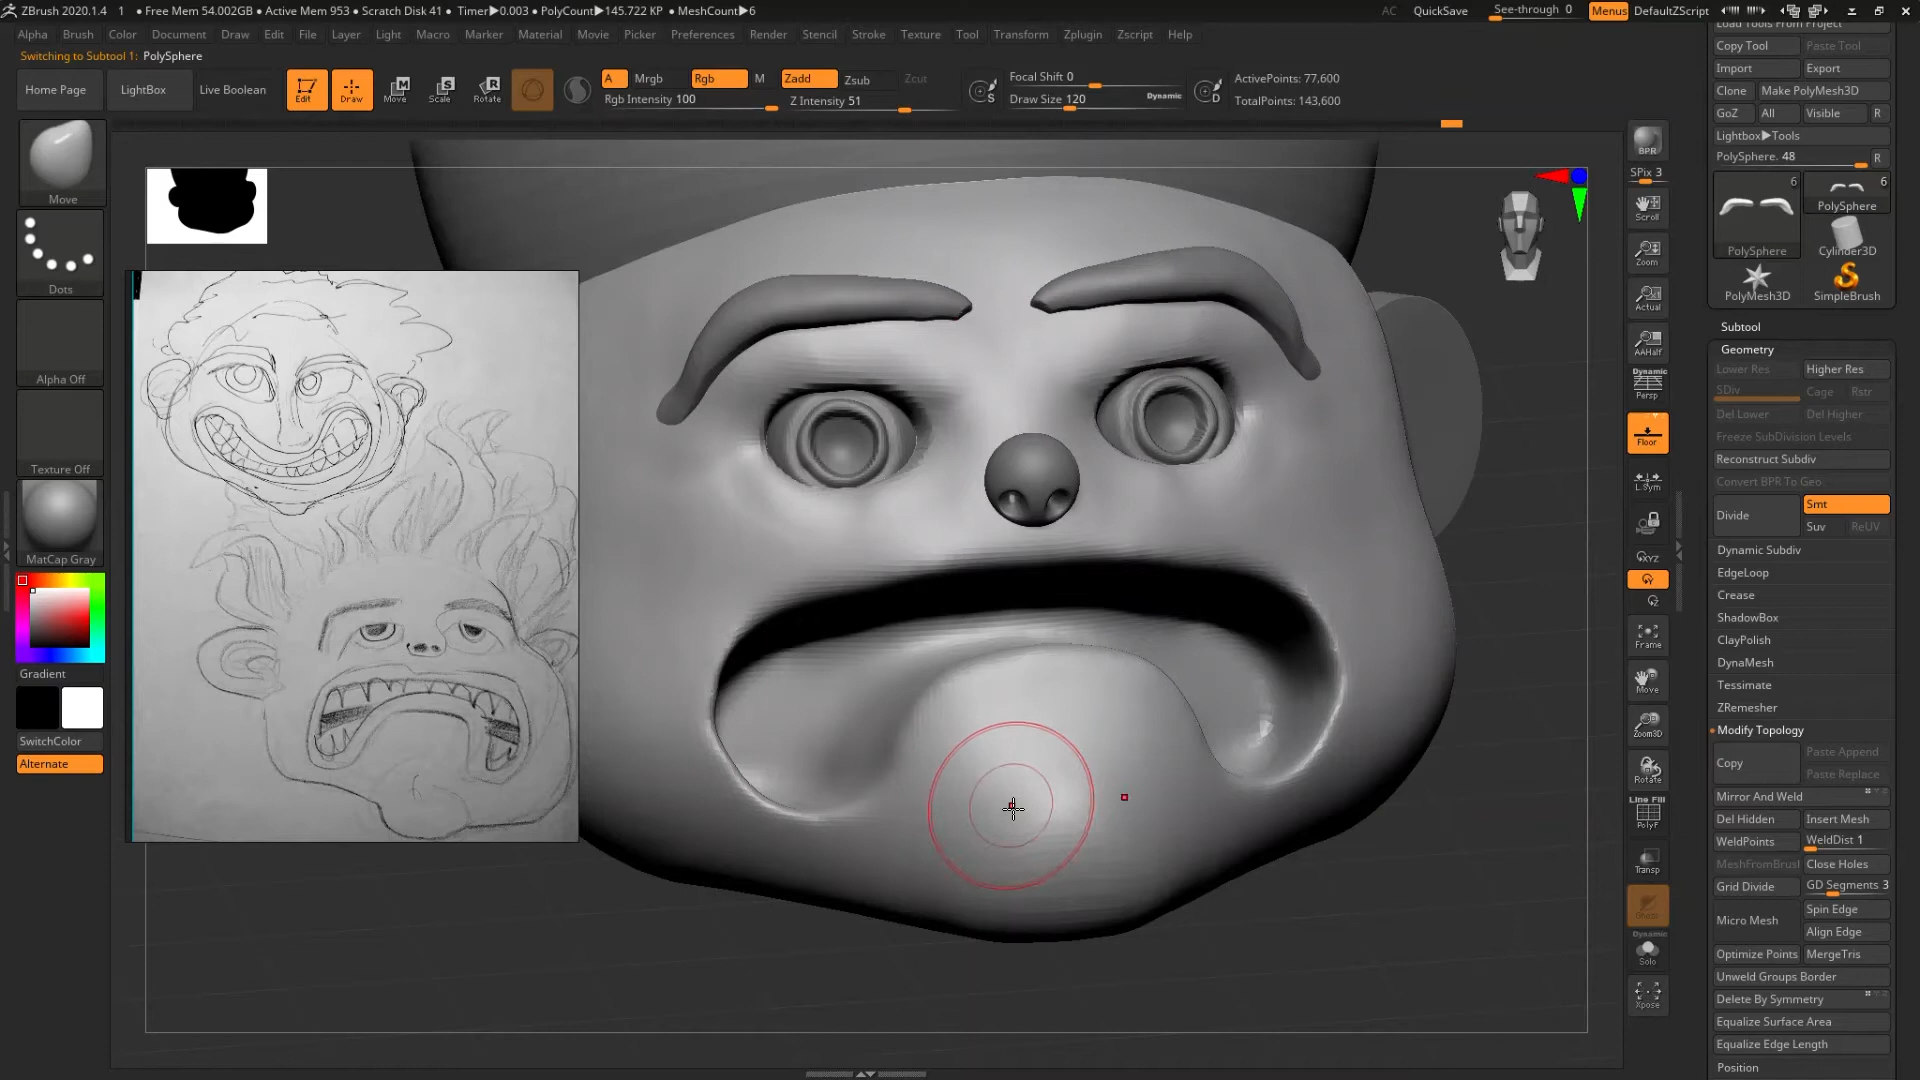 ZBrush 2020.1.4 1 • Free Mem 54.002GB • Active Mem 953 • Scratch Disk 41 • Timer▶0.003 • PolyCount▶145.722 KP • MeshCount▶6 AC QuickSave See-through 0 Menus DefaultZScript
Alpha Brush Color Document Draw Edit File Layer Light Macro Marker Material Movie Picker Preferences Render Stencil Stroke Texture Tool Transform Zplugin Zscript Help
Switching to Subtool 1: PolySphere
Home Page LightBox Live Boolean Edit Draw Move Scale Rotate
A Mrgb Rgb M Zadd Zsub Zcut
Rgb Intensity 100 Z Intensity 51
S Focal Shift 0 D
Draw Size 120 Dynamic
ActivePoints: 77,600
TotalPoints: 143,600
Move
Dots
Alpha Off
Texture Off
MatCap Gray
Gradient
SwitchColor
Alternate
BPR
SPix 3
Scroll
Zoom
Actual
AAHalf
Dynamic
Persp
Floor
L.Sym
XYZ
Y
Z
Frame
Move
Zoom3D
Rotate
Line Fill
PolyF
Transp
Dynamic
Solo
Xpose
Load Tools From Project
Copy Tool Paste Tool
Import Export
Clone Make PolyMesh3D
GoZ All Visible R
Lightbox▶Tools
PolySphere. 48 R
6 6
PolySphere
PolySphere Cylinder3D
PolyMesh3D SimpleBrush
Subtool
Geometry
Lower Res Higher Res
SDiv Cage Rstr
Del Lower Del Higher
Freeze SubDivision Levels
Reconstruct Subdiv
Convert BPR To Geo
Divide Smt
Suv ReUV
Dynamic Subdiv
EdgeLoop
Crease
ShadowBox
ClayPolish
DynaMesh
Tessimate
ZRemesher
Modify Topology
Copy Paste Append
Paste Replace
Mirror And Weld
Del Hidden Insert Mesh
WeldPoints WeldDist 1
MeshFromBrush Close Holes
Grid Divide GD Segments 3
Micro Mesh Spin Edge
Align Edge
Optimize Points MergeTris
Unweld Groups Border
Delete By Symmetry
Equalize Surface Area
Equalize Edge Length
Position